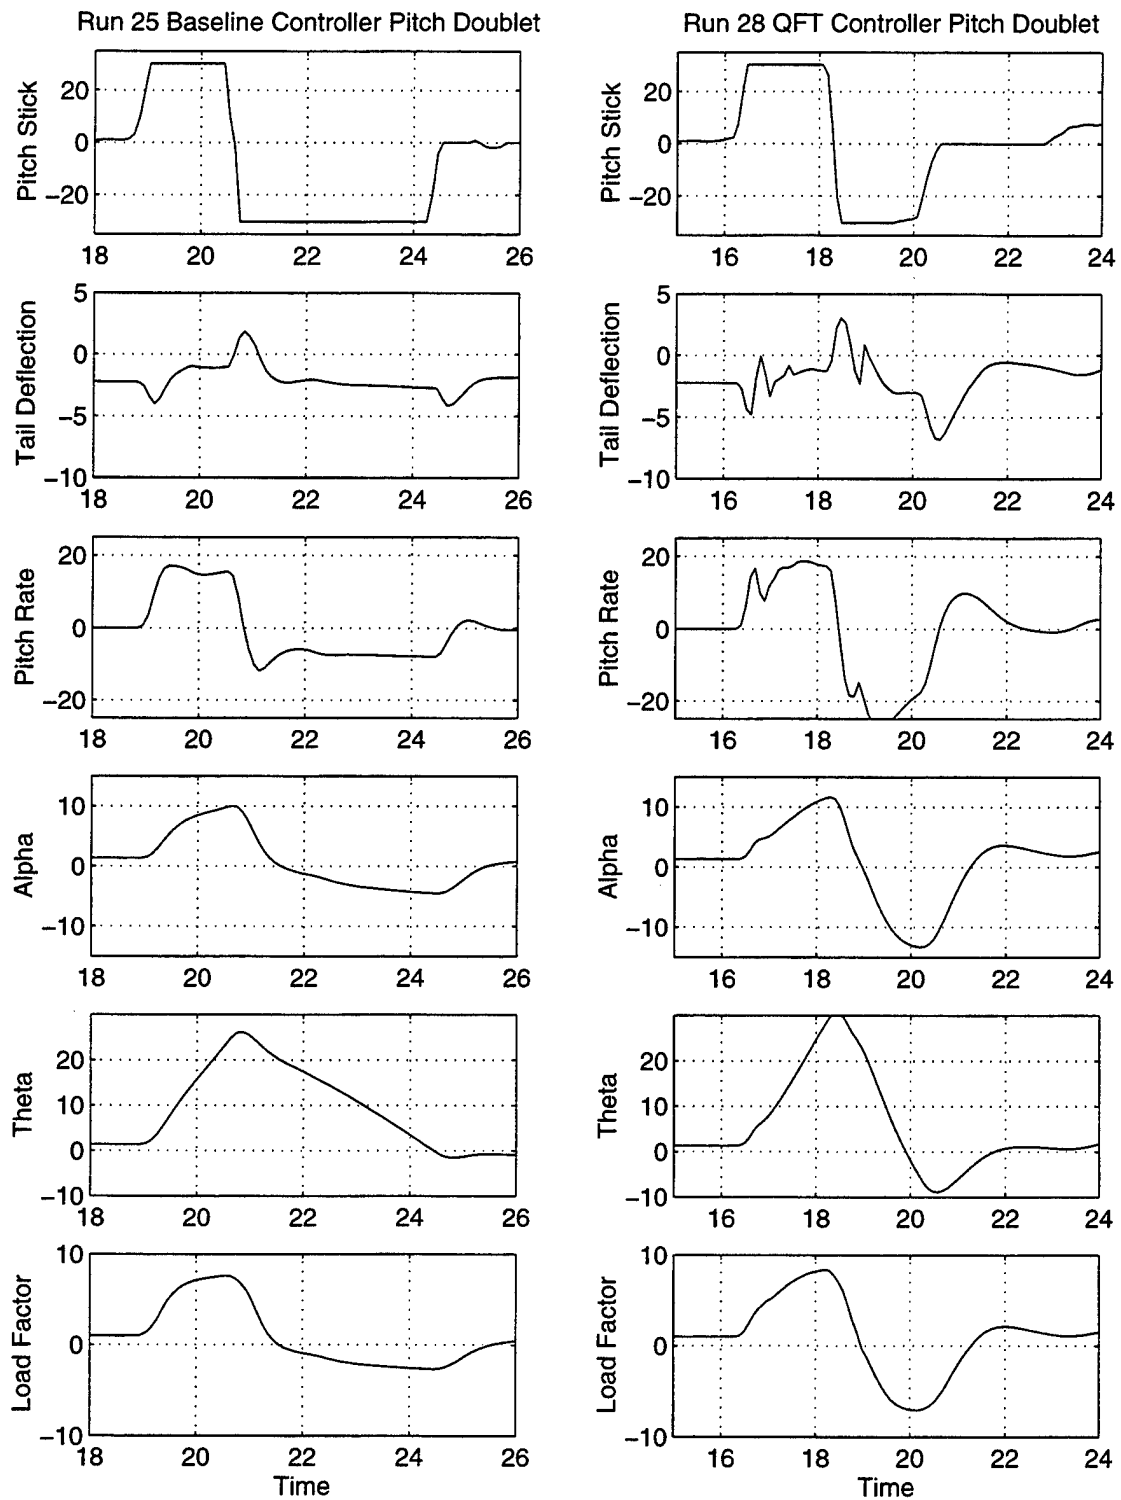 Run 25 Baseline Controller Pitch Doublet
Pitch Stick
20
0
−20
18 20 22 24 26
Tail Deflection
5
0
−5
−10
18 20 22 24 26
Pitch Rate
20
0
−20
18 20 22 24 26
Alpha
10
0
−10
18 20 22 24 26
Theta
20
10
0
−10
18 20 22 24 26
Load Factor
10
0
−10
18 20 22 24 26
Time
Run 28 QFT Controller Pitch Doublet
Pitch Stick
20
0
−20
16 18 20 22 24
Tail Deflection
5
0
−5
−10
16 18 20 22 24
Pitch Rate
20
0
−20
16 18 20 22 24
Alpha
10
0
−10
16 18 20 22 24
Theta
20
10
0
−10
16 18 20 22 24
Load Factor
10
0
−10
16 18 20 22 24
Time